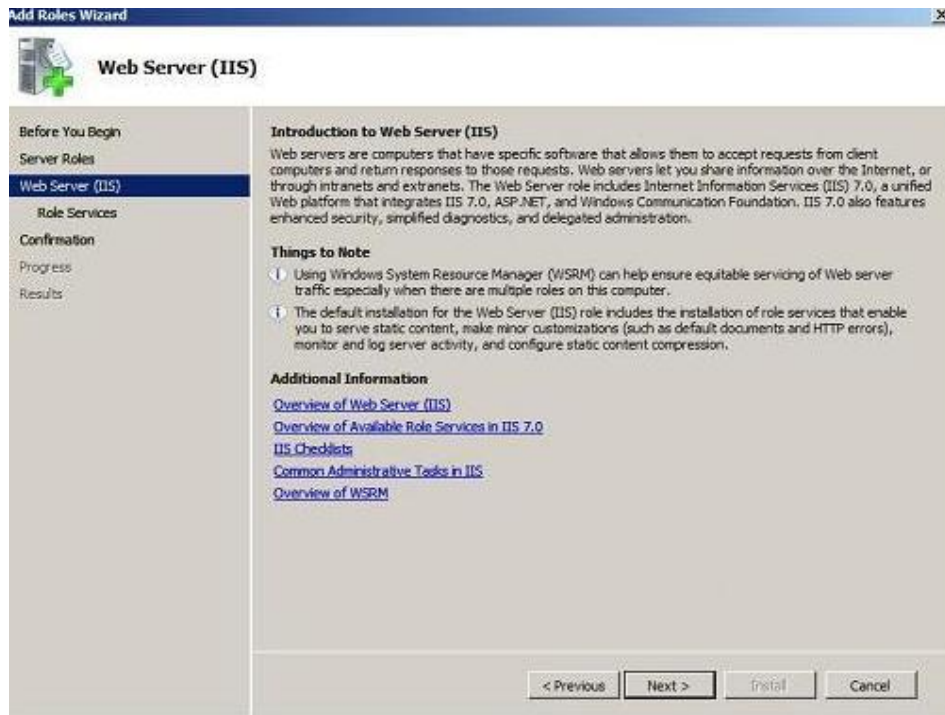 Add Roles Wizard
Web Server (IIS)
Before You Begin
Server Roles
Web Server (IIS)
Role Services
Confirmation
Progress
Results
Introduction to Web Server (IIS)
Web servers are computers that have specific software that allows them to accept requests from client
computers and return responses to those requests. Web servers let you share information over the Internet, or
through intranets and extranets. The Web Server role includes Internet Information Services (IIS) 7.0, a unified
Web platform that integrates IIS 7.0, ASP.NET, and Windows Communication Foundation. IIS 7.0 also features
enhanced security, simplified diagnostics, and delegated administration.
Things to Note
Using Windows System Resource Manager (WSRM) can help ensure equitable servicing of Web server
traffic especially when there are multiple roles on this computer.
The default installation for the Web Server (IIS) role includes the installation of role services that enable
you to serve static content, make minor customizations (such as default documents and HTTP errors),
monitor and log server activity, and configure static content compression.
Additional Information
Overview of Web Server (IIS)
Overview of Available Role Services in IIS 7.0
IIS Checklists
Common Administrative Tasks in IIS
Overview of WSRM
< Previous
Next >
Install
Cancel